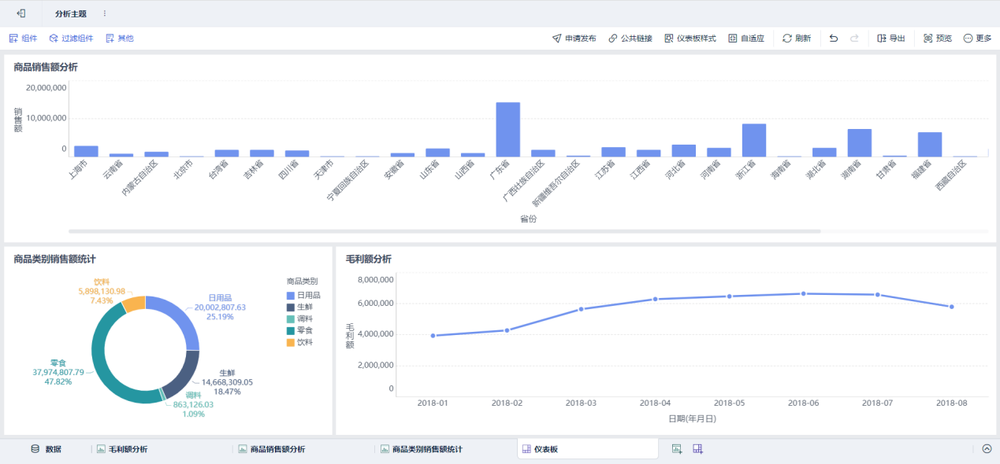 分析主题
组件 过滤组件 其他 申请发布 公共链接 仪表板样式 自适应 刷新 导出 预览 更多
商品销售额分析
销售额
20,000,000
10,000,000
0
上海市 云南省 内蒙古自治区 北京市 台湾省 吉林省 四川省 天津市 宁夏回族自治区 安徽省 山东省 山西省 广东省 广西壮族自治区 新疆维吾尔自治区 江苏省 江西省 河北省 河南省 浙江省 海南省 湖北省 湖南省 甘肃省 福建省 西藏自治区
省份
商品类别销售额统计
饮料
5,898,130.98
7.43%
日用品
20,002,807.63
25.19%
零食
37,974,807.79
47.82%
生鲜
14,668,309.05
18.47%
调料
863,126.03
1.09%
商品类别
日用品
生鲜
调料
零食
饮料
毛利额分析
毛利额
8,000,000
6,000,000
4,000,000
2,000,000
0
2018-01 2018-02 2018-03 2018-04 2018-05 2018-06 2018-07 2018-08
日期(年月日)
数据 毛利额分析 商品销售额分析 商品类别销售额统计 仪表板